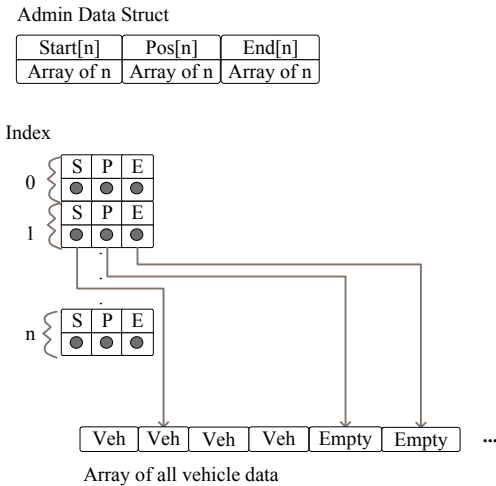 Admin Data Struct
Start[n] Pos[n] End[n]
Array of n Array of n Array of n
Index
S P E
0
S P E
1
S P E
n
Veh Veh Veh Veh Empty Empty ...
Array of all vehicle data